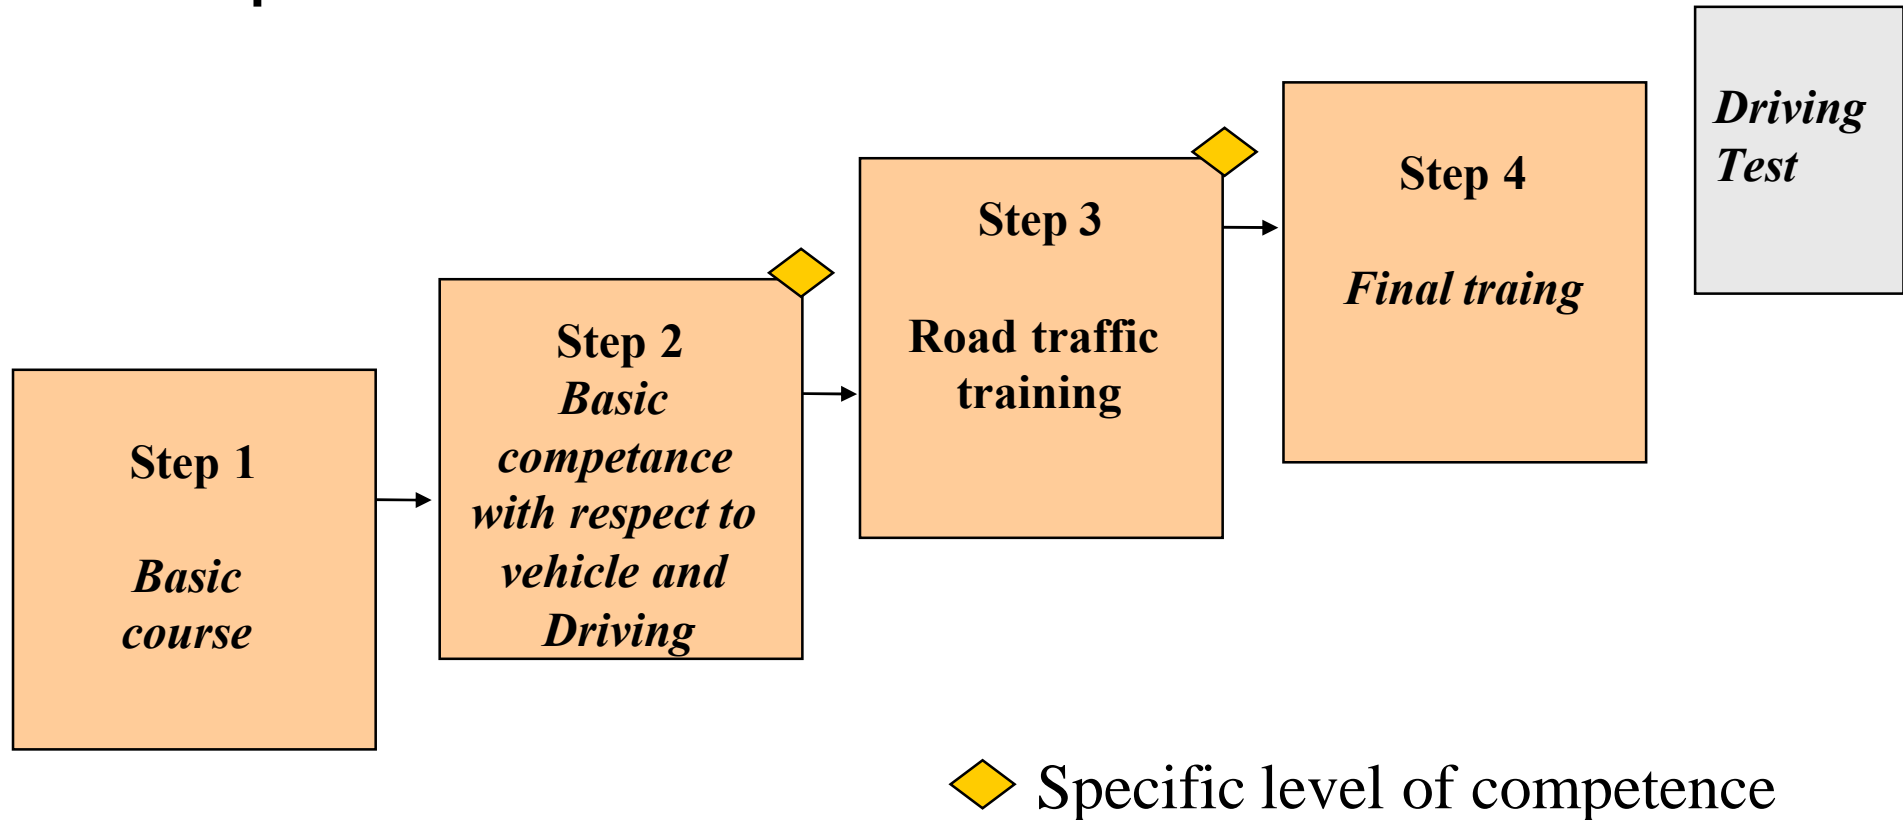 Step 1
Basic
course
Step 2
Basic
competance
with respect to
vehicle and
Driving
Step 3
Road traffic
training
Step 4
Final traing
Driving
Test
Specific level of competence